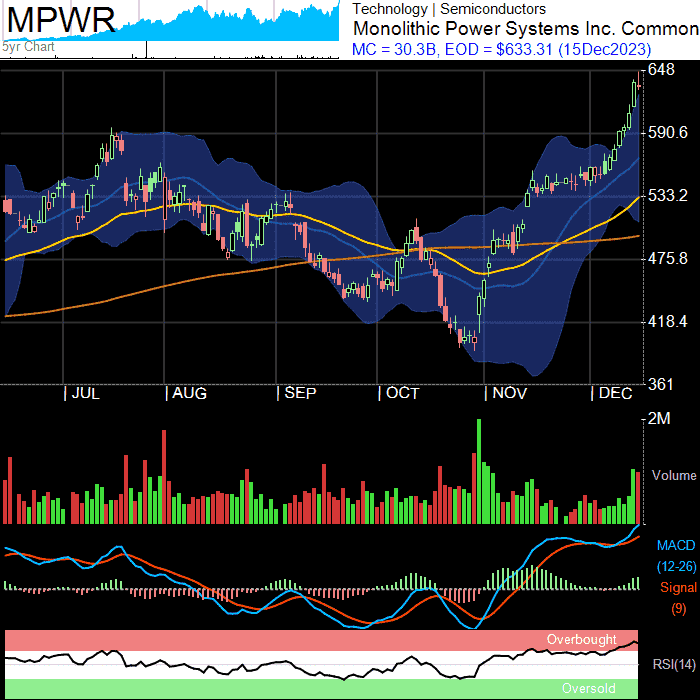 MPWR
5yr Chart
Technology | Semiconductors
Monolithic Power Systems Inc. Common
MC = 30.3B, EOD = $633.31 (15Dec2023)
648
590.6
533.2
475.8
418.4
361
JUL
AUG
SEP
OCT
NOV
DEC
2M
Volume
MACD
(12-26)
Signal
(9)
Overbought
RSI(14)
Oversold